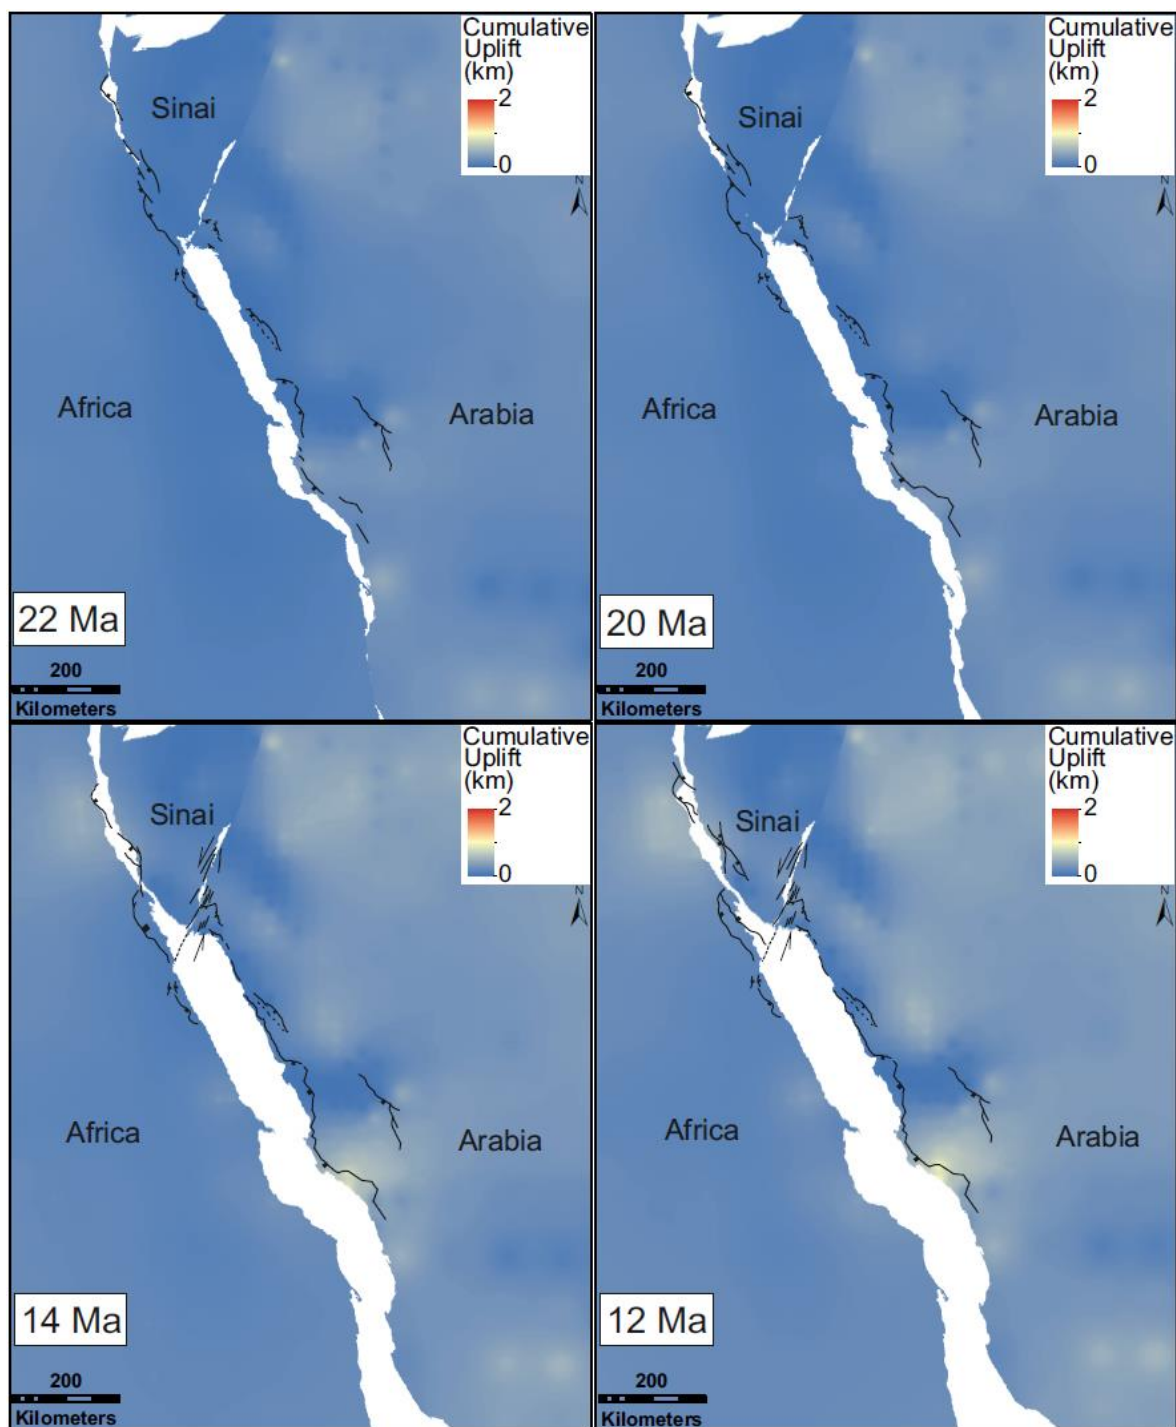 Cumulative
Uplift
(km)
2
0
Sinai
N
Africa
Arabia
22 Ma
200
Kilometers
Cumulative
Uplift
(km)
2
0
Sinai
N
Africa
Arabia
20 Ma
200
Kilometers
Cumulative
Uplift
(km)
2
0
Sinai
N
Africa
Arabia
14 Ma
200
Kilometers
Cumulative
Uplift
(km)
2
0
Sinai
N
Africa
Arabia
12 Ma
200
Kilometers